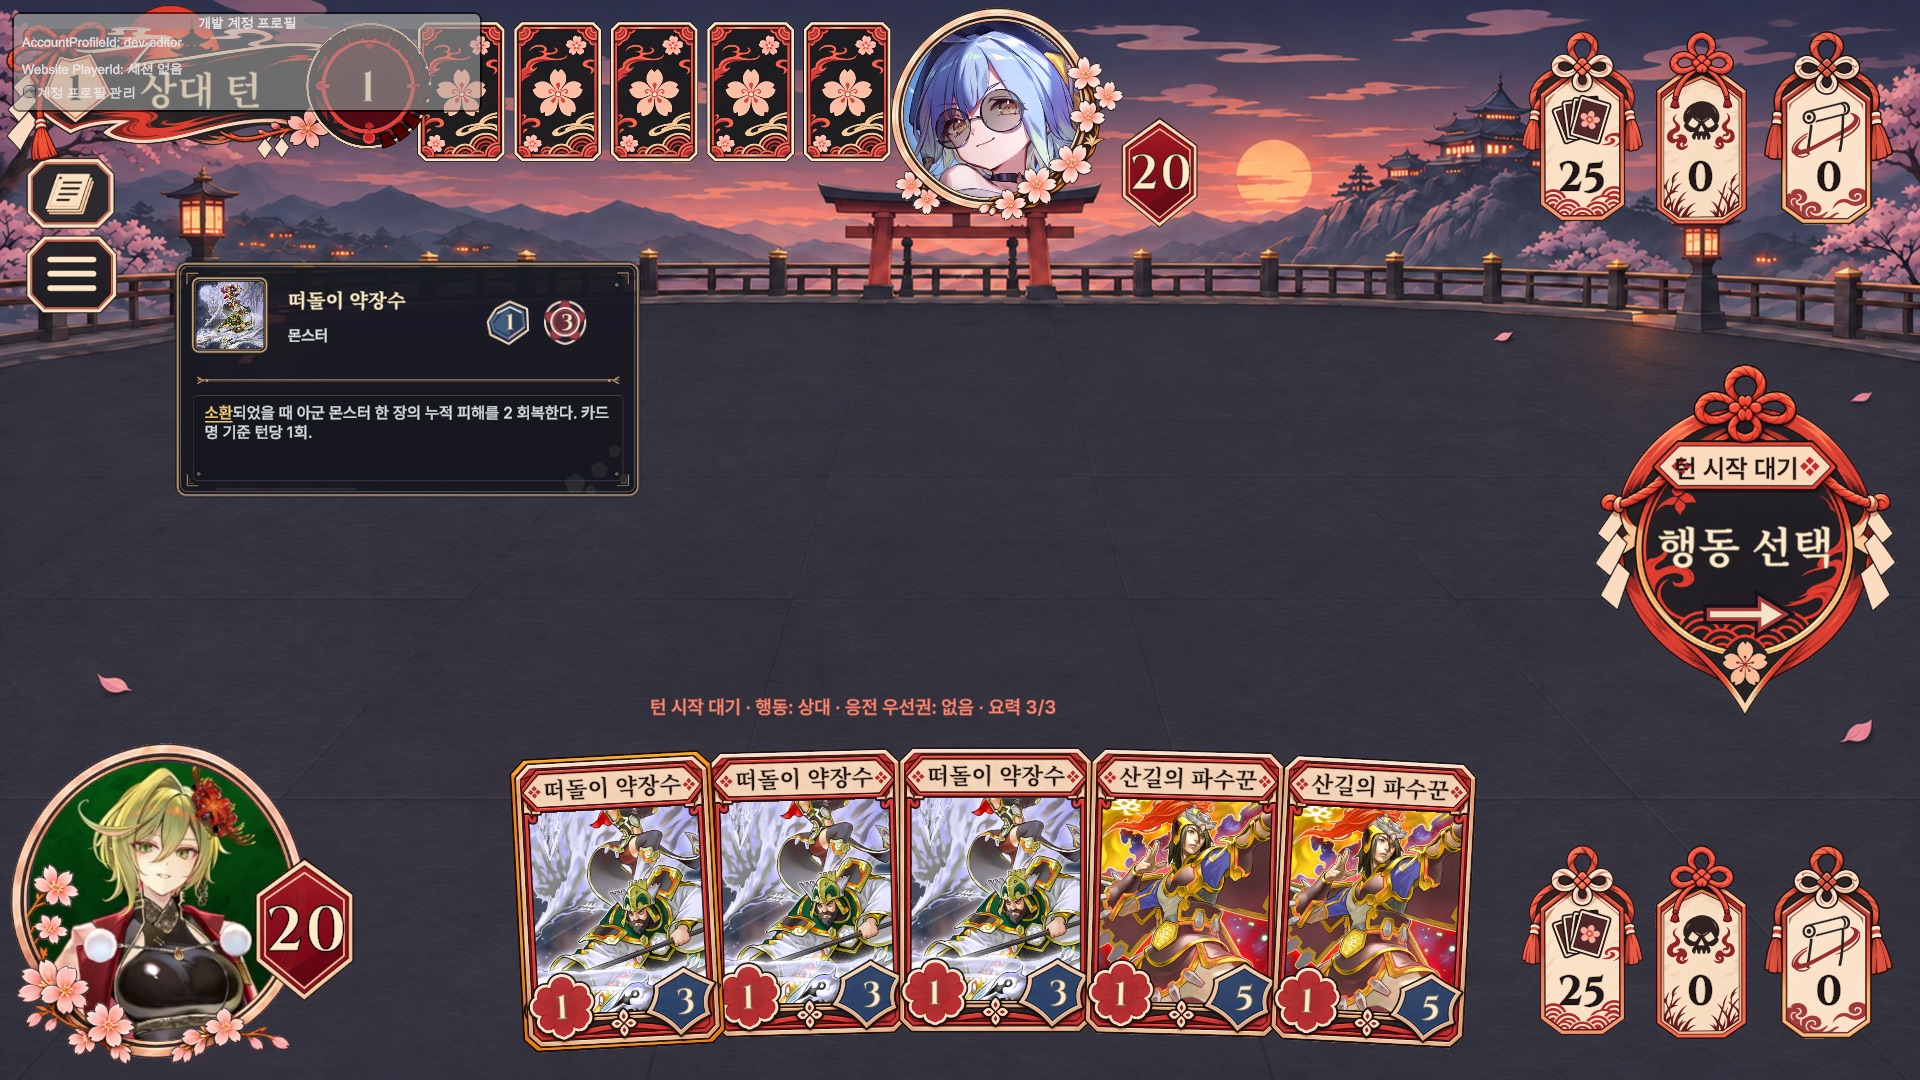 개발 계정 프로필
AccountProfileId: dev-editor
Website PlayerId: 세션 없음
계정 프로필 관리
상대 턴
1
20
25
0
0
떠돌이 약장수
몬스터
1
3
소환되었을 때 아군 몬스터 한 장의 누적 피해를 2 회복한다. 카드
명 기준 턴당 1회.
턴 시작 대기
행동 선택
턴 시작 대기 · 행동: 상대 · 응전 우선권: 없음 · 요력 3/3
20
떠돌이 약장수
1
3
떠돌이 약장수
1
3
떠돌이 약장수
1
3
산길의 파수꾼
1
5
산길의 파수꾼
1
5
25
0
0